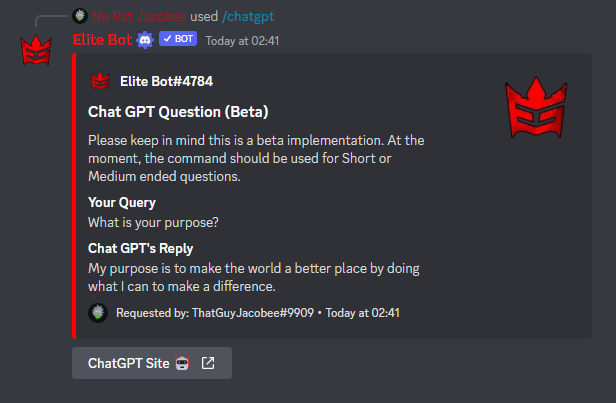 No Pat Jacobee used /chatgpt
Elite Bot BOT Today at 02:41
Elite Bot#4784
Chat GPT Question (Beta)
Please keep in mind this is a beta implementation. At the
moment, the command should be used for Short or
Medium ended questions.
Your Query
What is your purpose?
Chat GPT's Reply
My purpose is to make the world a better place by doing
what I can to make a difference.
Requested by: ThatGuyJacobee#9909 • Today at 02:41
ChatGPT Site